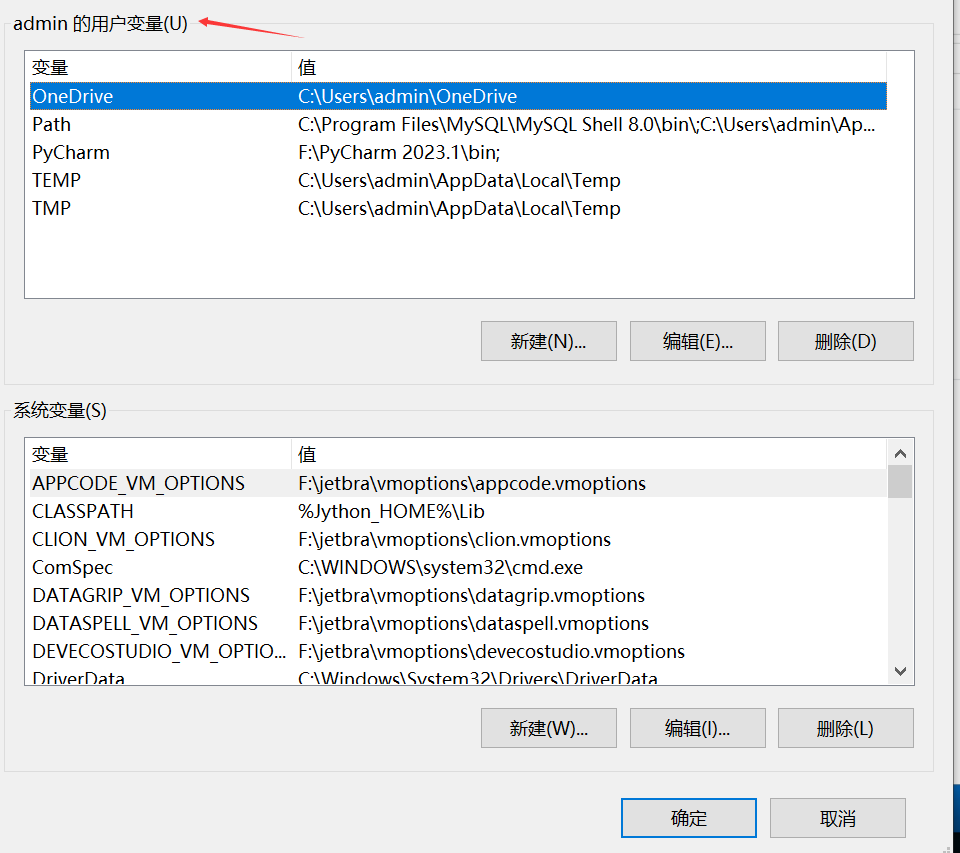 admin 的用户变量(U)
变量 值
OneDrive C:\Users\admin\OneDrive
Path C:\Program Files\MySQL\MySQL Shell 8.0\bin\;C:\Users\admin\Ap...
PyCharm F:\PyCharm 2023.1\bin;
TEMP C:\Users\admin\AppData\Local\Temp
TMP C:\Users\admin\AppData\Local\Temp
新建(N)... 编辑(E)... 删除(D)
系统变量(S)
变量 值
APPCODE_VM_OPTIONS F:\jetbra\vmoptions\appcode.vmoptions
CLASSPATH %Jython_HOME%\Lib
CLION_VM_OPTIONS F:\jetbra\vmoptions\clion.vmoptions
ComSpec C:\WINDOWS\system32\cmd.exe
DATAGRIP_VM_OPTIONS F:\jetbra\vmoptions\datagrip.vmoptions
DATASPELL_VM_OPTIONS F:\jetbra\vmoptions\dataspell.vmoptions
DEVECOSTUDIO_VM_OPTIO... F:\jetbra\vmoptions\devecostudio.vmoptions
DriverData C:\Windows\System32\Drivers\DriverData
新建(W)... 编辑(I)... 删除(L)
确定 取消